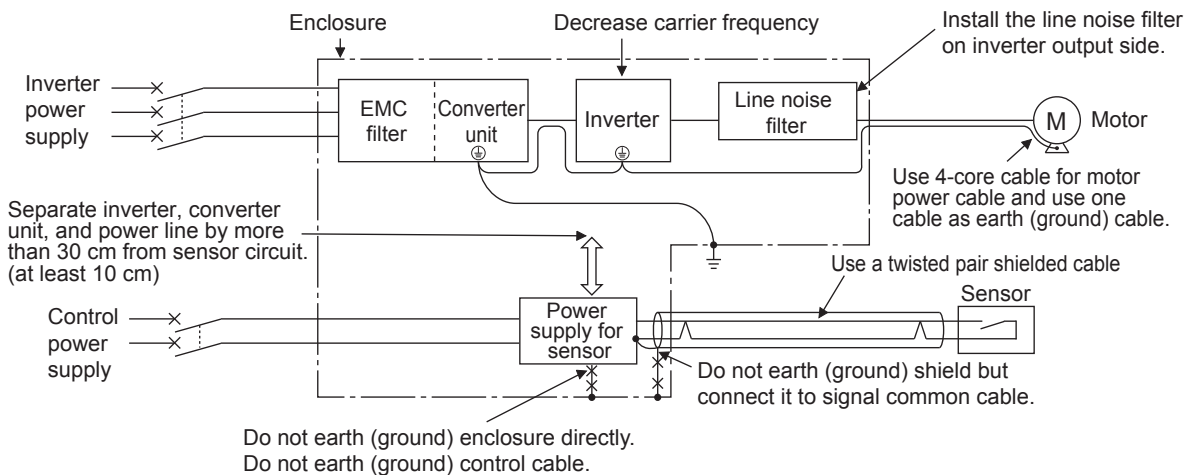 Enclosure
Decrease carrier frequency
Install the line noise filter
on inverter output side.
Inverter
power
supply
EMC
filter
Converter
unit
Inverter
Line noise
filter
M
Motor
Use 4-core cable for motor
power cable and use one
cable as earth (ground) cable.
Separate inverter, converter
unit, and power line by more
than 30 cm from sensor circuit.
(at least 10 cm)
Use a twisted pair shielded cable
Sensor
Control
power
supply
Power
supply for
sensor
Do not earth (ground) shield but
connect it to signal common cable.
Do not earth (ground) enclosure directly.
Do not earth (ground) control cable.